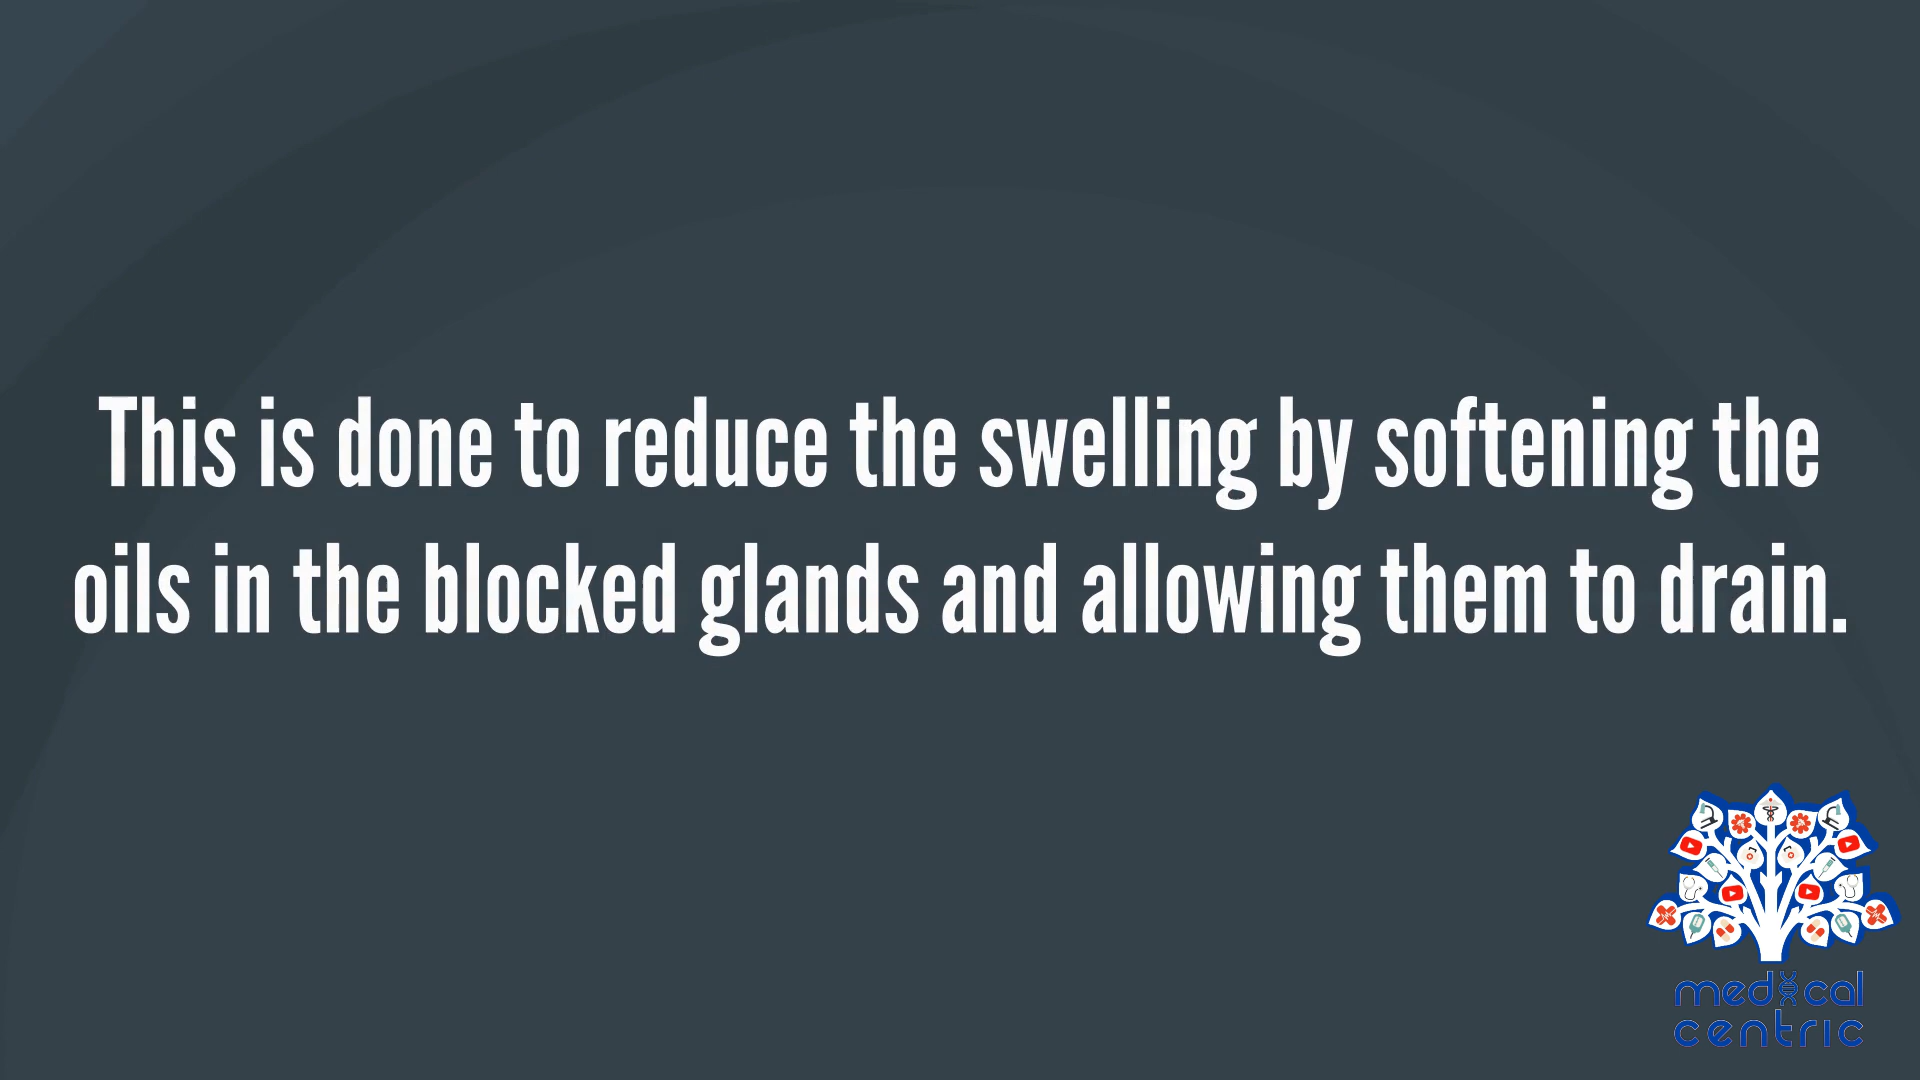 This is done to reduce the swelling by softening the
oils in the blocked glands and allowing them to drain.
medical
centric